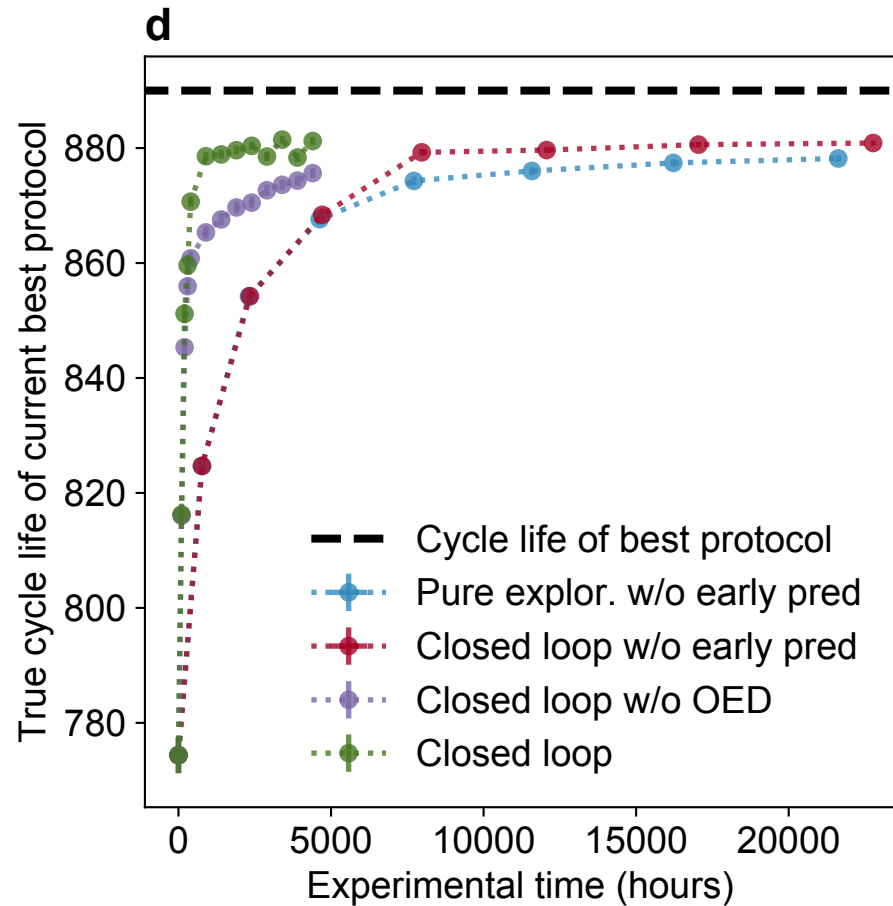 d
True cycle life of current best protocol
880
860
840
820
800
780
Cycle life of best protocol
Pure explor. w/o early pred
Closed loop w/o early pred
Closed loop w/o OED
Closed loop
0 5000 10000 15000 20000
Experimental time (hours)